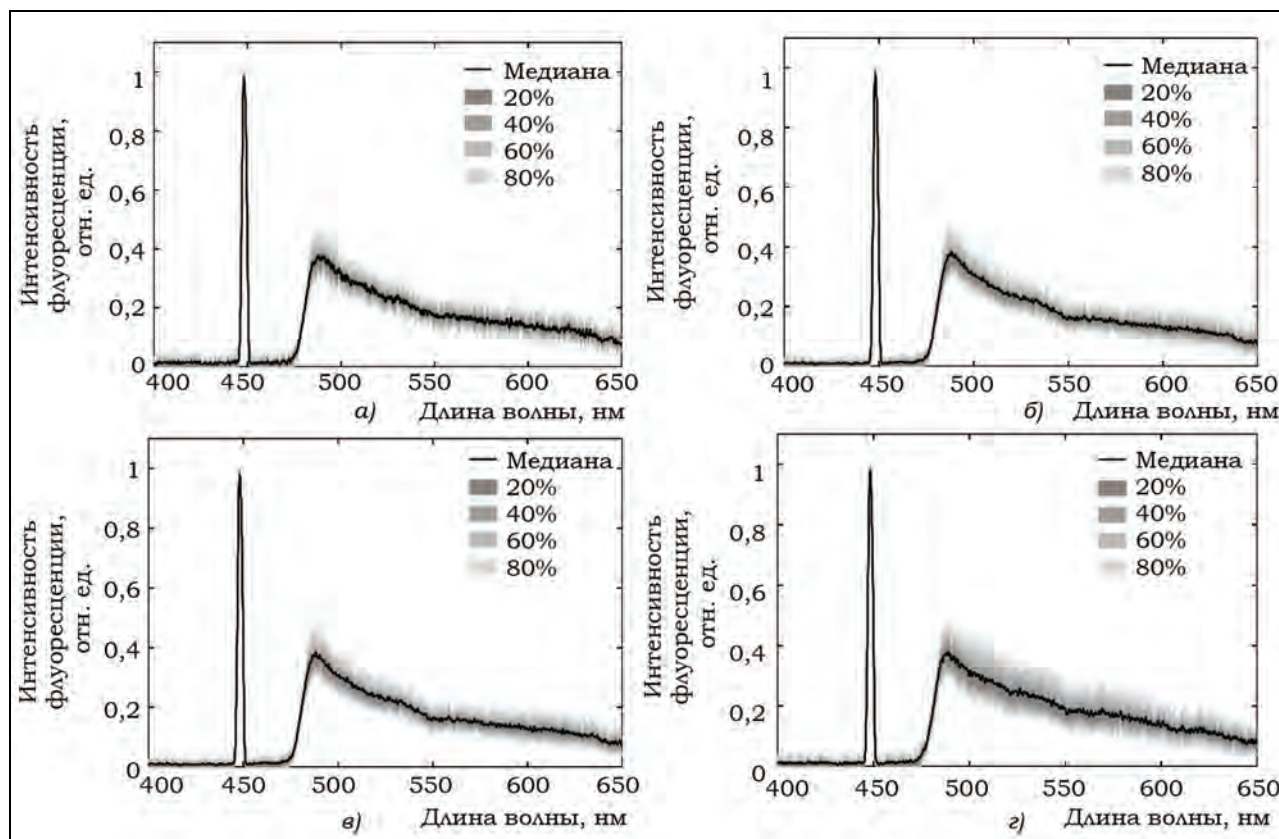 Интенсивность
флуоресценции,
отн. ед.
1
0,8
0,6
0,4
0,2
0
Медиана
20%
40%
60%
80%
400 450 500 550 600 650
а) Длина волны, нм
Интенсивность
флуоресценции,
отн. ед.
1
0,8
0,6
0,4
0,2
0
Медиана
20%
40%
60%
80%
400 450 500 550 600 650
б) Длина волны, нм
Интенсивность
флуоресценции,
отн. ед.
1
0,8
0,6
0,4
0,2
0
Медиана
20%
40%
60%
80%
400 450 500 550 600 650
в) Длина волны, нм
Интенсивность
флуоресценции,
отн. ед.
1
0,8
0,6
0,4
0,2
0
Медиана
20%
40%
60%
80%
400 450 500 550 600 650
г) Длина волны, нм